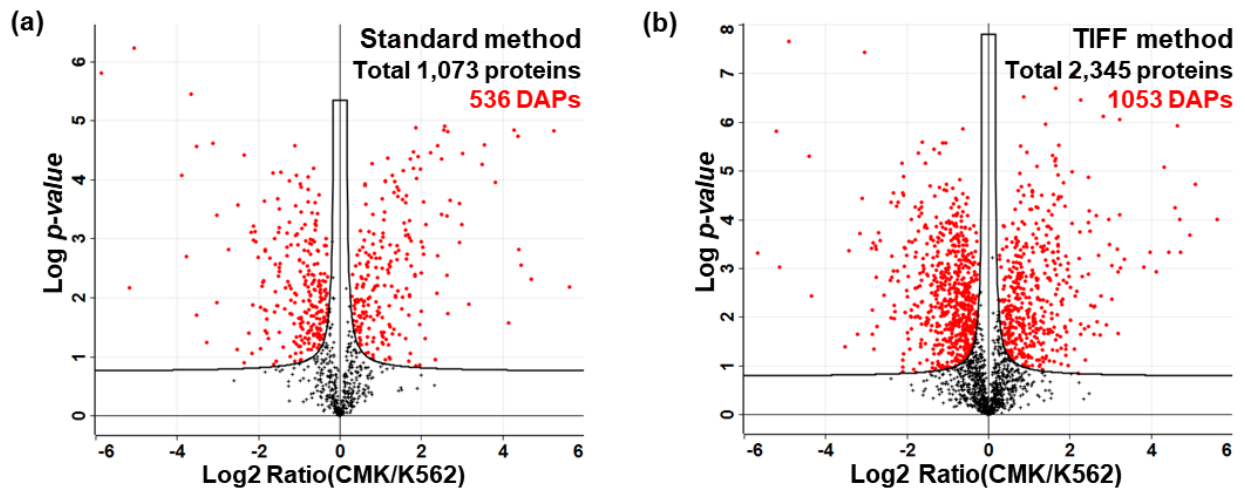 (a)
Standard method
Total 1,073 proteins
536 DAPs
Log p-value
6
5
4
3
2
1
0
-6 -4 -2 0 2 4 6
Log2 Ratio(CMK/K562)
(b)
TIFF method
Total 2,345 proteins
1053 DAPs
Log p-value
8
7
6
5
4
3
2
1
0
-6 -4 -2 0 2 4 6
Log2 Ratio(CMK/K562)